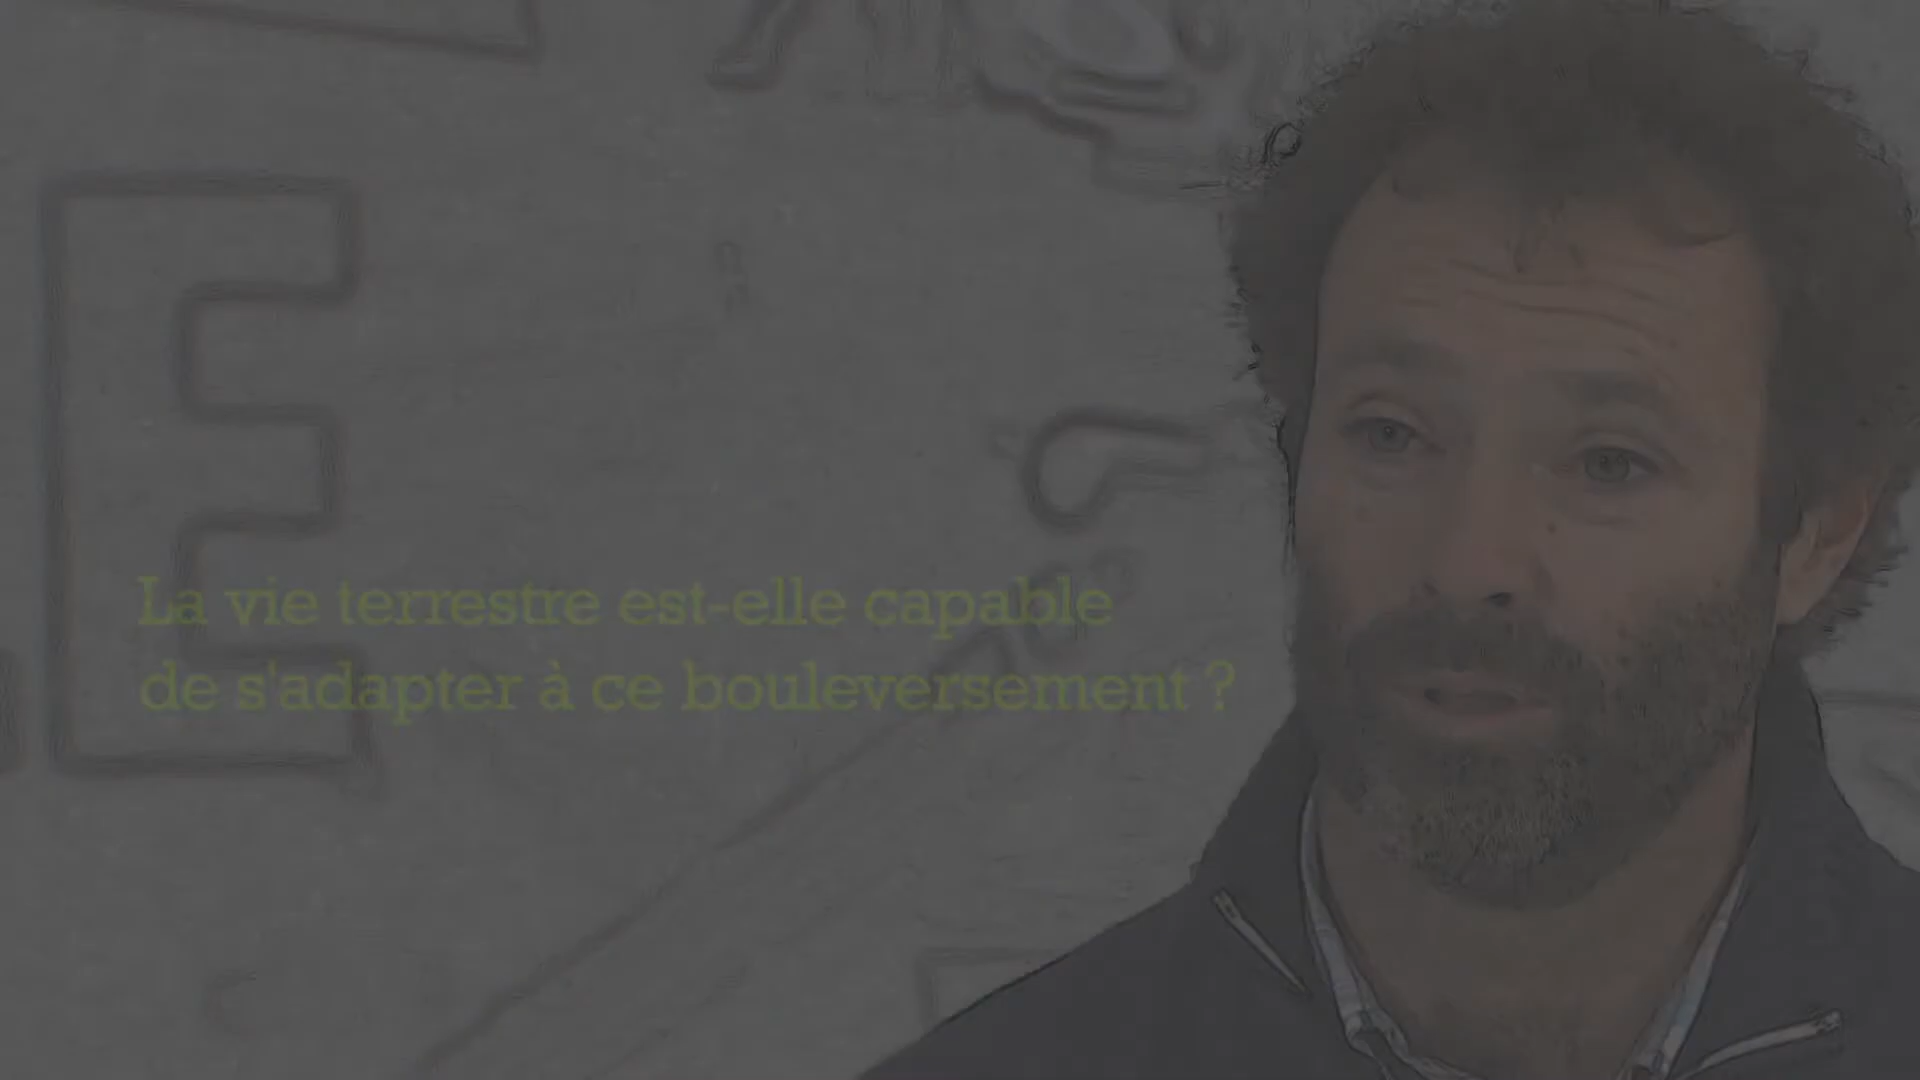 E
La vie terrestre est-elle capable
de s'adapter à ce bouleversement ?